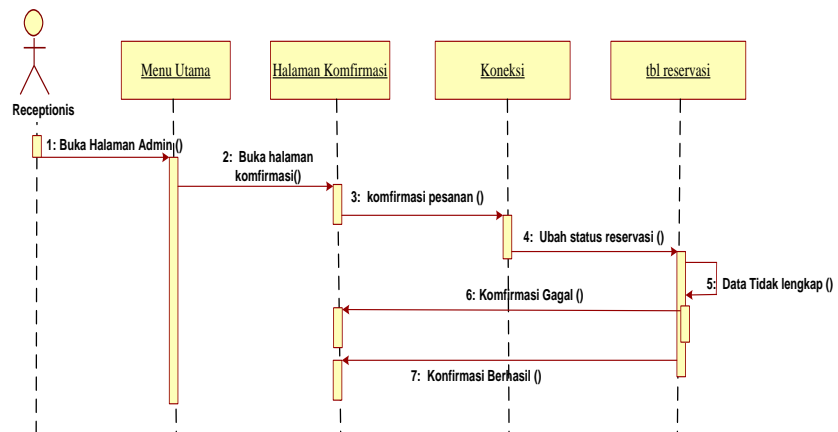 Menu Utama
Halaman Komfirmasi
Koneksi
tbl reservasi
Receptionis
1: Buka Halaman Admin ()
2: Buka halaman
komfirmasi()
3: komfirmasi pesanan ()
4: Ubah status reservasi ()
5: Data Tidak lengkap ()
6: Komfirmasi Gagal ()
7: Konfirmasi Berhasil ()